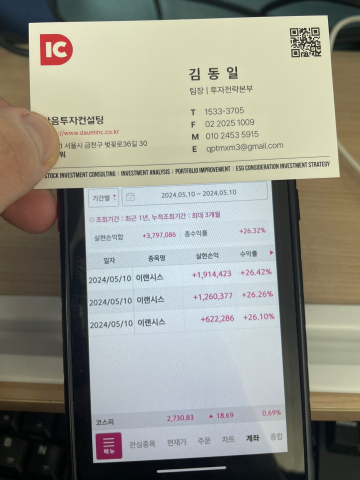 IC
김 동 일
팀장 | 투자전략본부
음투자컨설팅
//www.dauminc.co.kr
1 서울시 금천구 벚꽃로36길 30
T 1533-3705
F 02 2025 1009
M 010 2453 5915
E qptmxm3@gmail.com
STOCK INVESTMENT CONSULTING | INVESTMENT ANALYSIS | PORTFOLIO IMPROVEMENT | ESG CONSIDERATION INVESTMENT STRATEGY
기간별 2024.05.10 ~ 2024.05.10
조회기간 : 최근 1년, 누적조회기간 : 최대 3개월
실현손익합 +3,797,086 총수익률 +26.32%
일자 종목명 실현손익 수익률
2024/05/10 이랜시스 +1,914,423 +26.42%
2024/05/10 이랜시스 +1,260,377 +26.26%
2024/05/10 이랜시스 +622,286 +26.10%
코스피 2,730.83 ▲ 18.69 0.69%
메뉴 관심종목 현재가 주문 차트 계좌 종합